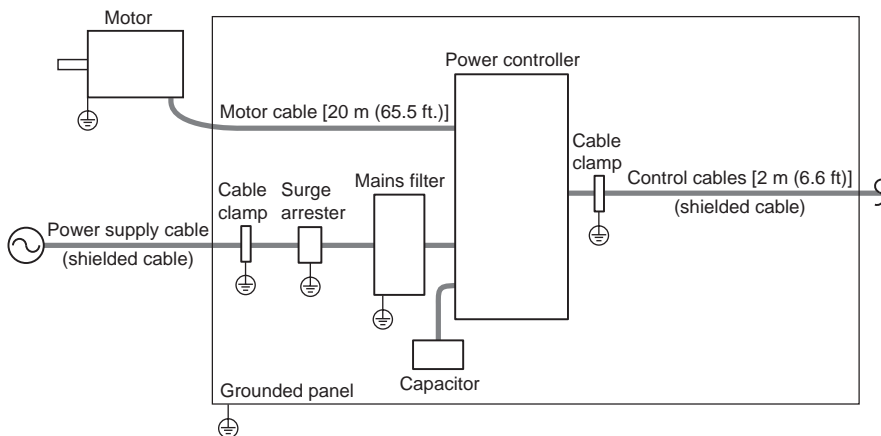 Motor
Power controller
Motor cable [20 m (65.5 ft.)]
Cable
clamp
Control cables [2 m (6.6 ft)]
(shielded cable)
Cable
clamp
Surge
arrester
Mains filter
Power supply cable
(shielded cable)
Capacitor
Grounded panel